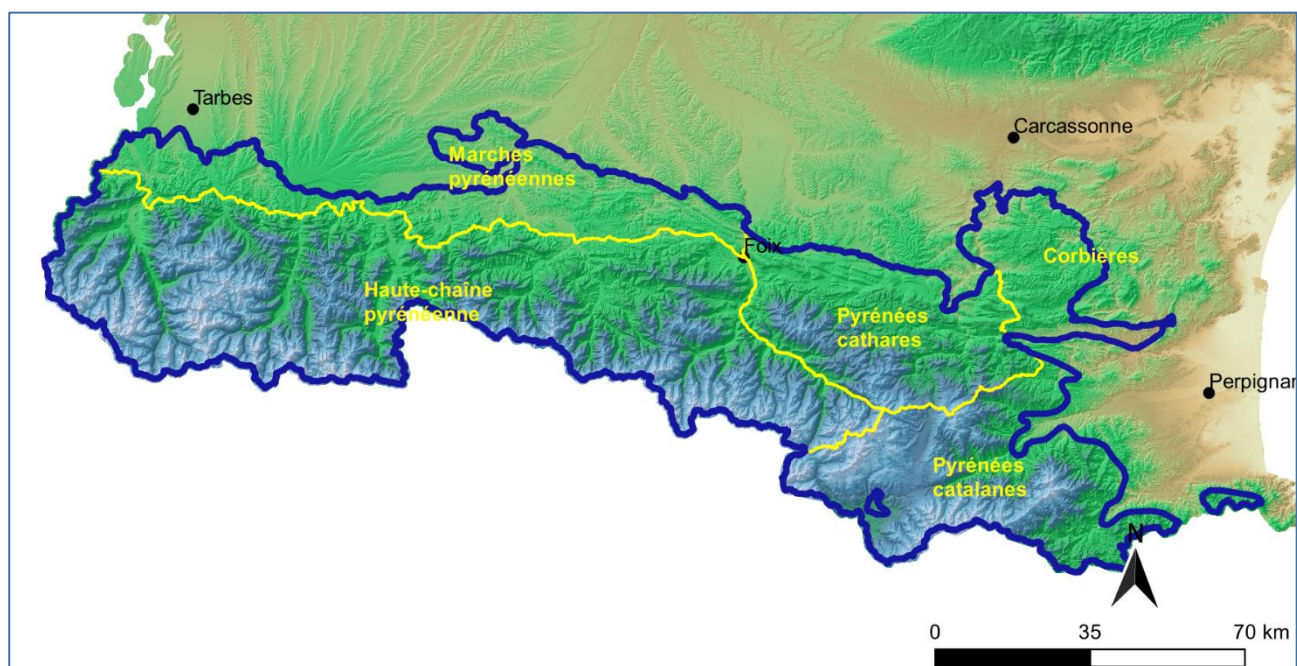 Tarbes
Carcassonne
Marches
pyrénéennes
Foix
Corbières
Haute-chaîne
pyrénéenne
Pyrénées
cathares
Perpignan
Pyrénées
catalanes
N
0 35 70 km